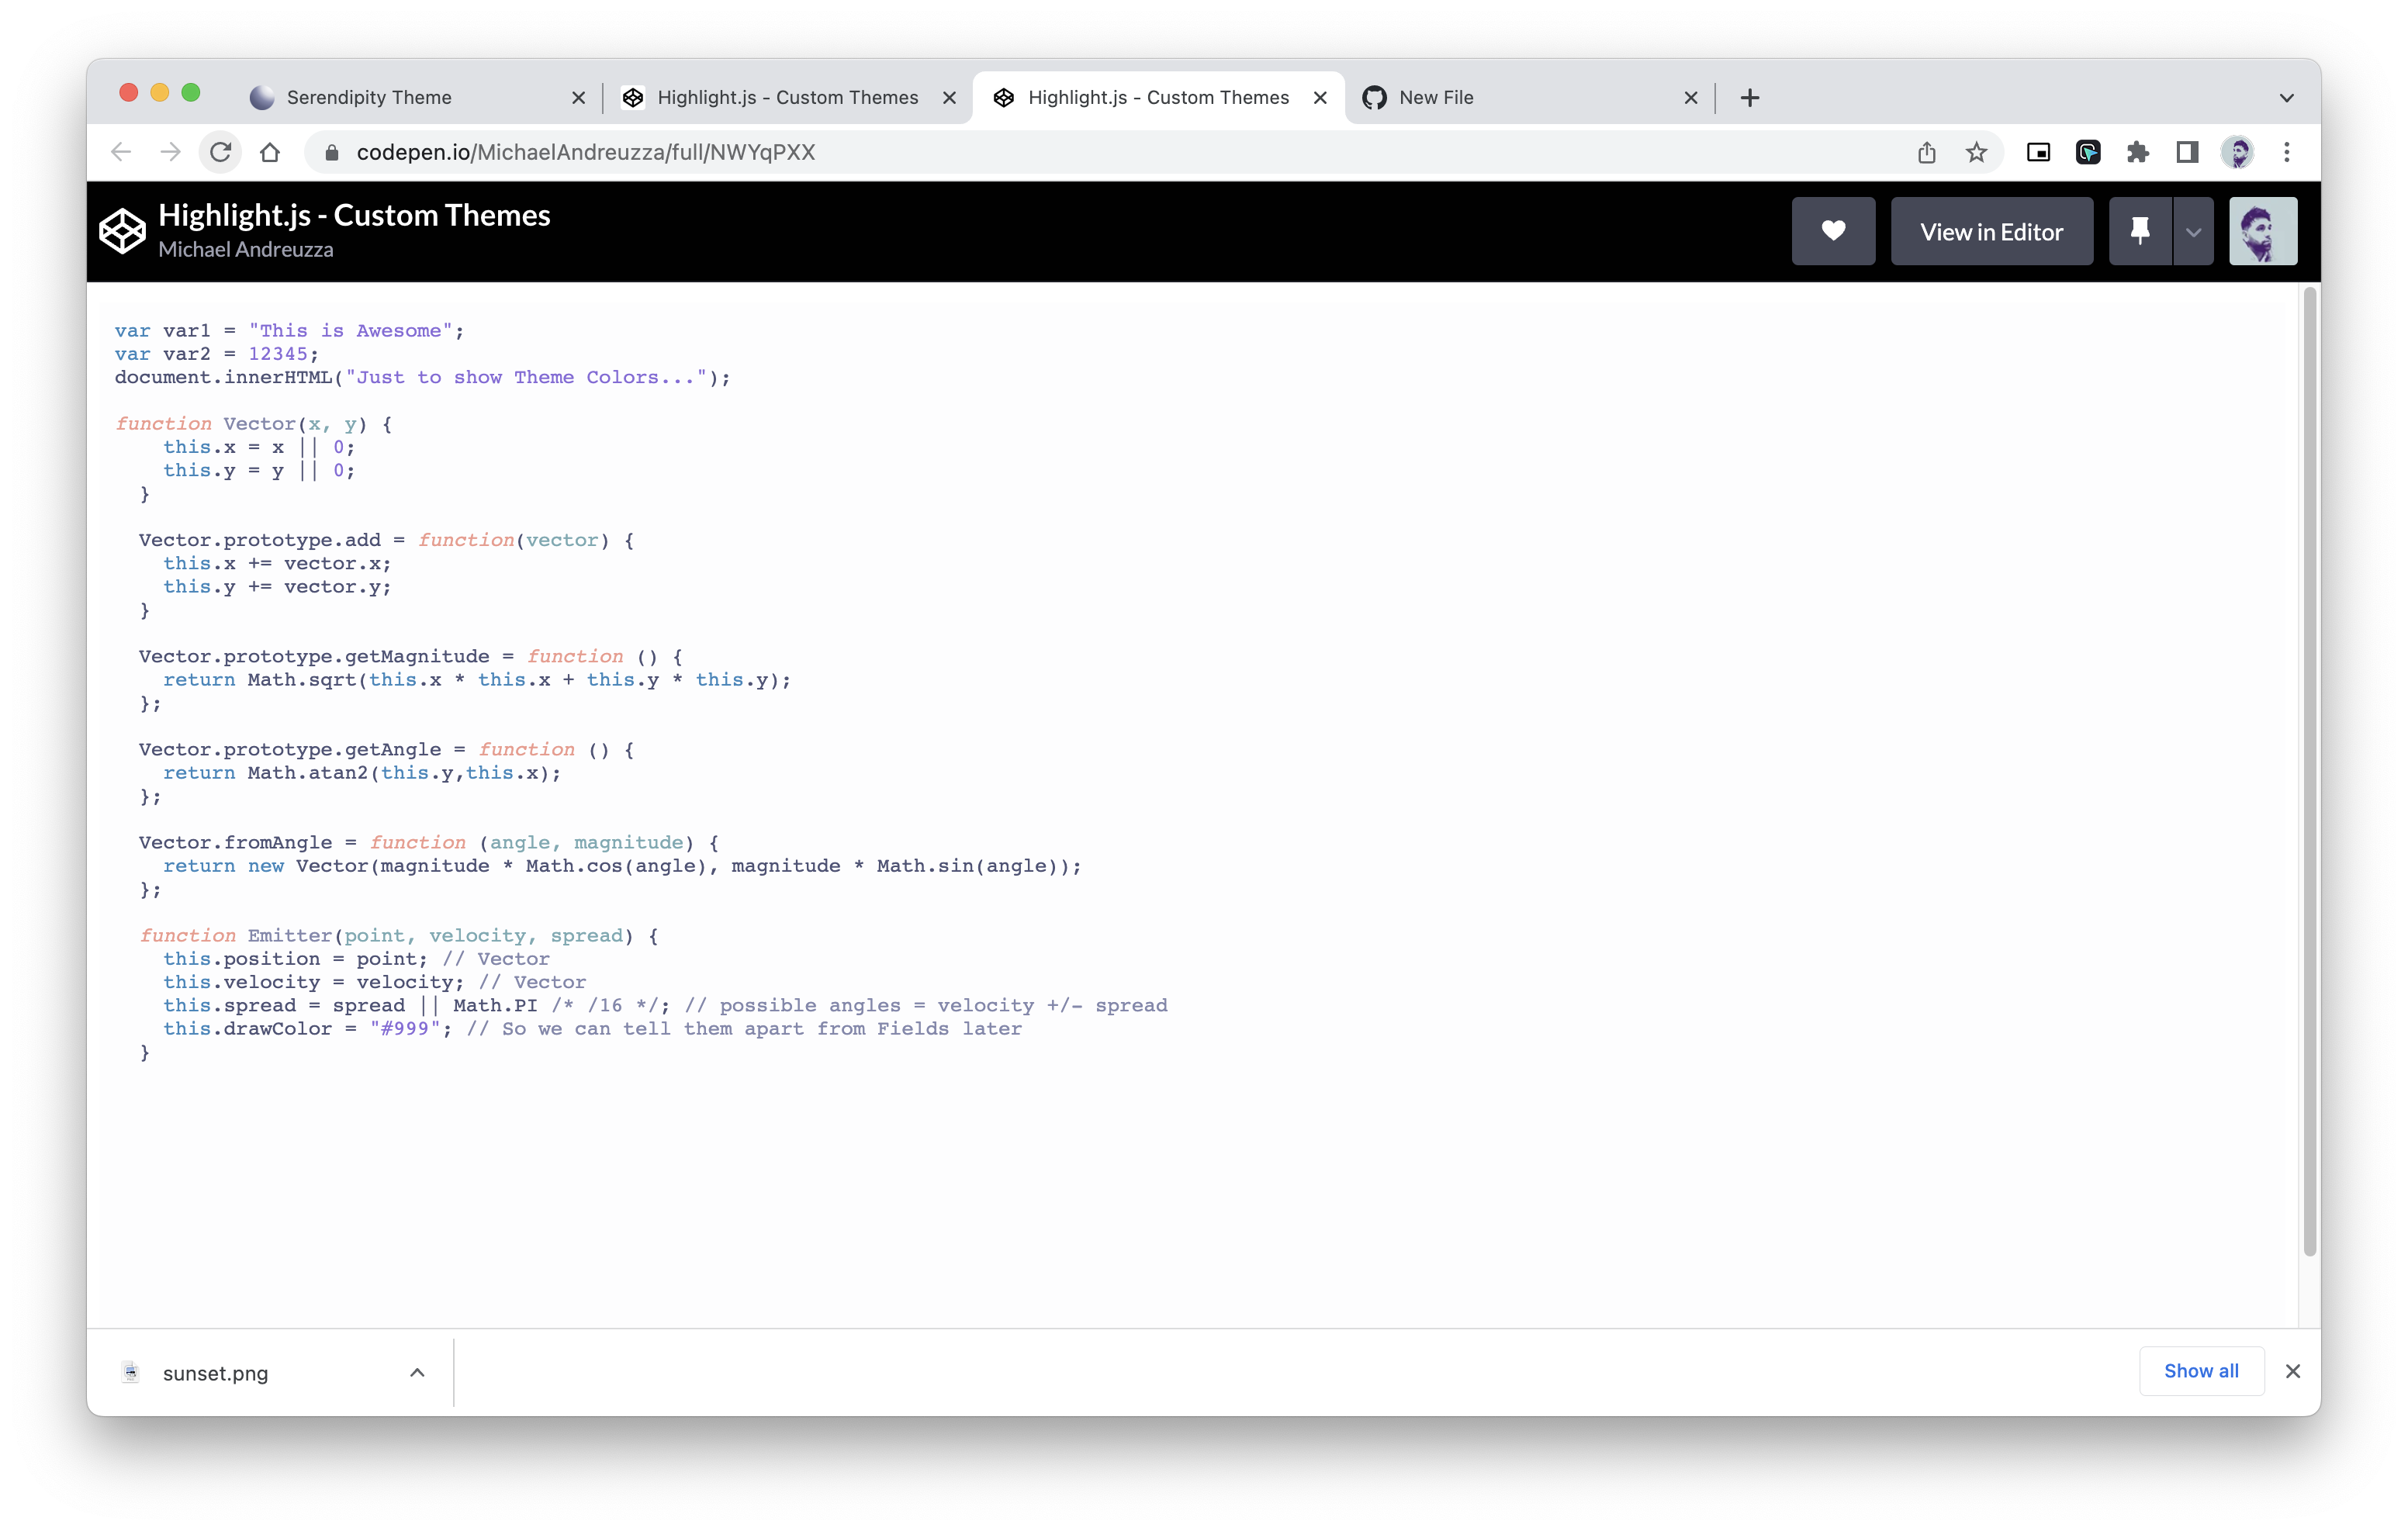 Serendipity Theme
Highlight.js - Custom Themes
Highlight.js - Custom Themes
New File
codepen.io/MichaelAndreuzza/full/NWYqPXX
Highlight.js - Custom Themes
Michael Andreuzza
View in Editor
var var1 = "This is Awesome";
var var2 = 12345;
document.innerHTML("Just to show Theme Colors...");
function Vector(x, y) {
    this.x = x || 0;
    this.y = y || 0;
  }
  Vector.prototype.add = function(vector) {
    this.x += vector.x;
    this.y += vector.y;
  }
  Vector.prototype.getMagnitude = function () {
    return Math.sqrt(this.x * this.x + this.y * this.y);
  };
  Vector.prototype.getAngle = function () {
    return Math.atan2(this.y,this.x);
  };
  Vector.fromAngle = function (angle, magnitude) {
    return new Vector(magnitude * Math.cos(angle), magnitude * Math.sin(angle));
  };
  function Emitter(point, velocity, spread) {
    this.position = point; // Vector
    this.velocity = velocity; // Vector
    this.spread = spread || Math.PI /* /16 */; // possible angles = velocity +/- spread
    this.drawColor = "#999"; // So we can tell them apart from Fields later
  }
sunset.png
Show all